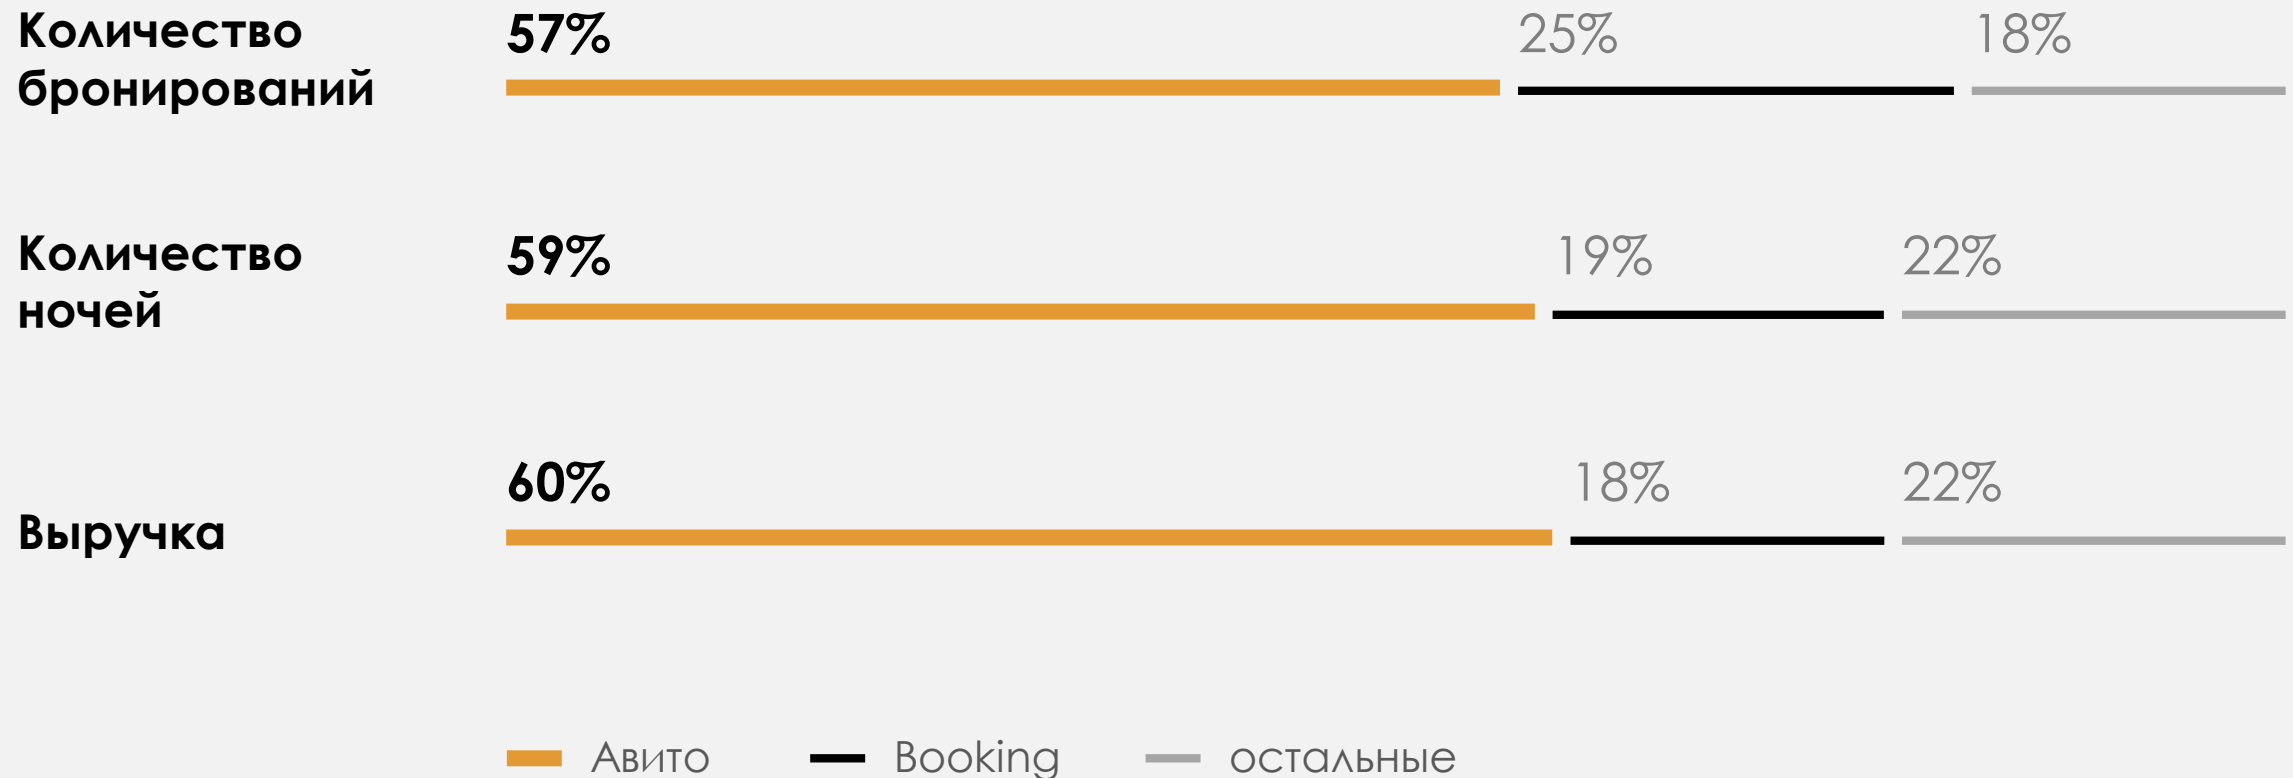 Количество
бронирований
57%
25%
18%
Количество
ночей
59%
19%
22%
Выручка
60%
18%
22%
Авито
Booking
остальные